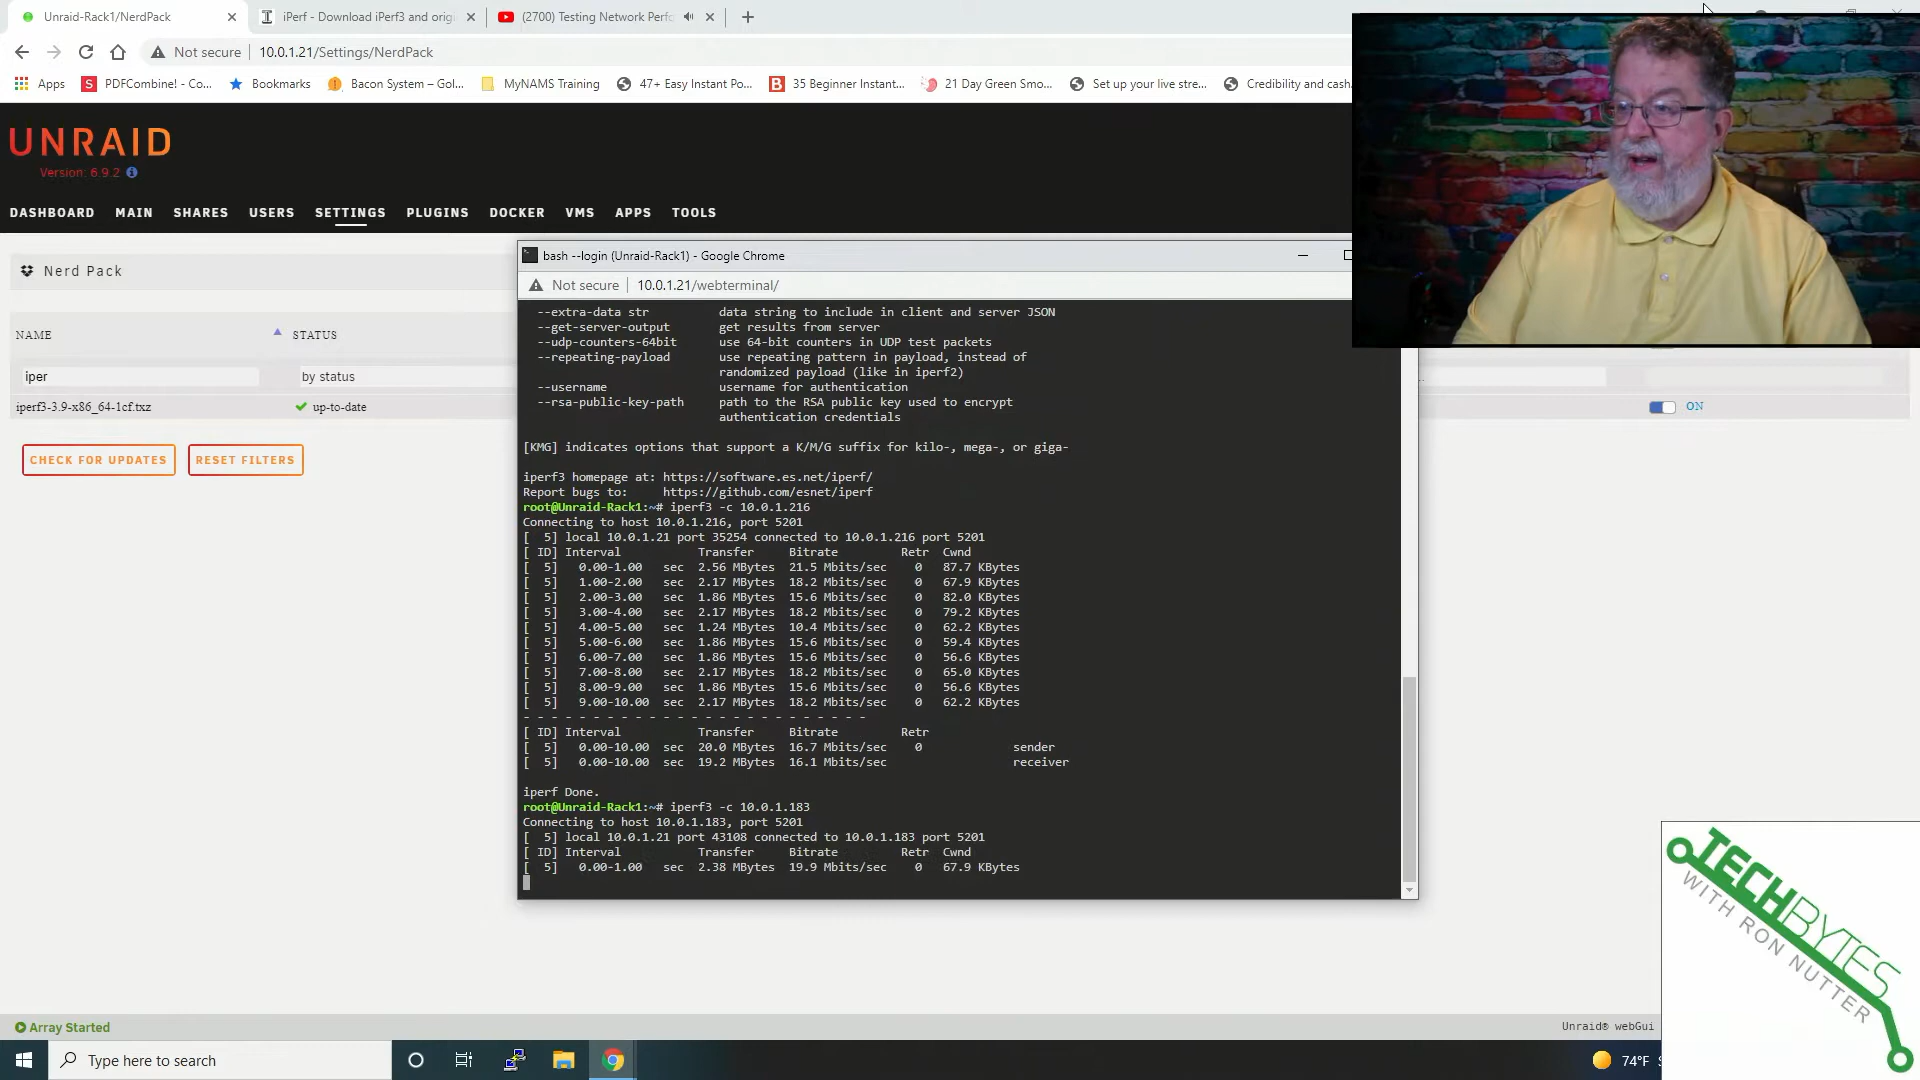 Unraid-Rack1/NerdPack
iPerf - Download iPerf3 and origi
(2700) Testing Network Perfo
Not secure
10.0.1.21/Settings/NerdPack
Apps
PDFCombine! - Co...
Bookmarks
Bacon System – Gol...
MyNAMS Training
47+ Easy Instant Po...
35 Beginner Instant...
21 Day Green Smo...
Set up your live stre...
Credibility and cash
UNRAID
Version: 6.9.2
DASHBOARD MAIN SHARES USERS SETTINGS PLUGINS DOCKER VMS APPS TOOLS
Nerd Pack
NAME
STATUS
iper
by status
iperf3-3.9-x86_64-1cf.txz
up-to-date
ON
CHECK FOR UPDATES
RESET FILTERS
bash --login (Unraid-Rack1) - Google Chrome
Not secure
10.0.1.21/webterminal/
--extra-data str data string to include in client and server JSON
--get-server-output get results from server
--udp-counters-64bit use 64-bit counters in UDP test packets
--repeating-payload use repeating pattern in payload, instead of
randomized payload (like in iperf2)
--username username for authentication
--rsa-public-key-path path to the RSA public key used to encrypt
authentication credentials
[KMG] indicates options that support a K/M/G suffix for kilo-, mega-, or giga-
iperf3 homepage at: https://software.es.net/iperf/
Report bugs to: https://github.com/esnet/iperf
root@Unraid-Rack1:~# iperf3 -c 10.0.1.216
Connecting to host 10.0.1.216, port 5201
[ 5] local 10.0.1.21 port 35254 connected to 10.0.1.216 port 5201
[ ID] Interval Transfer Bitrate Retr Cwnd
[ 5] 0.00-1.00 sec 2.56 MBytes 21.5 Mbits/sec 0 87.7 KBytes
[ 5] 1.00-2.00 sec 2.17 MBytes 18.2 Mbits/sec 0 67.9 KBytes
[ 5] 2.00-3.00 sec 1.86 MBytes 15.6 Mbits/sec 0 82.0 KBytes
[ 5] 3.00-4.00 sec 2.17 MBytes 18.2 Mbits/sec 0 79.2 KBytes
[ 5] 4.00-5.00 sec 1.24 MBytes 10.4 Mbits/sec 0 62.2 KBytes
[ 5] 5.00-6.00 sec 1.86 MBytes 15.6 Mbits/sec 0 59.4 KBytes
[ 5] 6.00-7.00 sec 1.86 MBytes 15.6 Mbits/sec 0 56.6 KBytes
[ 5] 7.00-8.00 sec 2.17 MBytes 18.2 Mbits/sec 0 65.0 KBytes
[ 5] 8.00-9.00 sec 1.86 MBytes 15.6 Mbits/sec 0 56.6 KBytes
[ 5] 9.00-10.00 sec 2.17 MBytes 18.2 Mbits/sec 0 62.2 KBytes
- - - - - - - - - - - - - - - - - - - - - - - - -
[ ID] Interval Transfer Bitrate Retr
[ 5] 0.00-10.00 sec 20.0 MBytes 16.7 Mbits/sec 0 sender
[ 5] 0.00-10.00 sec 19.2 MBytes 16.1 Mbits/sec receiver
iperf Done.
root@Unraid-Rack1:~# iperf3 -c 10.0.1.183
Connecting to host 10.0.1.183, port 5201
[ 5] local 10.0.1.21 port 43108 connected to 10.0.1.183 port 5201
[ ID] Interval Transfer Bitrate Retr Cwnd
[ 5] 0.00-1.00 sec 2.38 MBytes 19.9 Mbits/sec 0 67.9 KBytes
TECHBYTES
WITH RON NUTTER
Array Started
Unraid® webGui
Type here to search
74°F